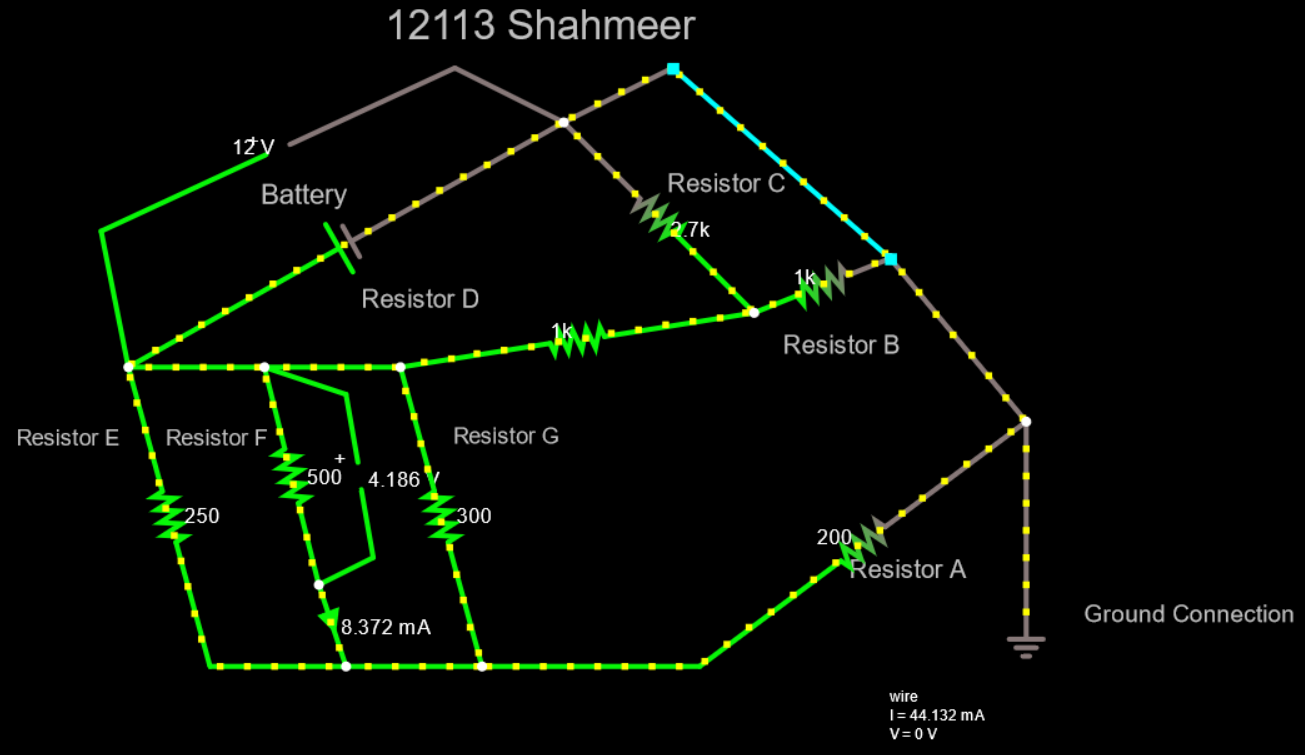 12113 Shahmeer
+
12 V
Battery
Resistor C
2.7k
1k
Resistor D
1k
Resistor B
Resistor E
Resistor F
Resistor G
+
500
4.186 V
250
300
200
Resistor A
Ground Connection
8.372 mA
wire
I = 44.132 mA
V = 0 V